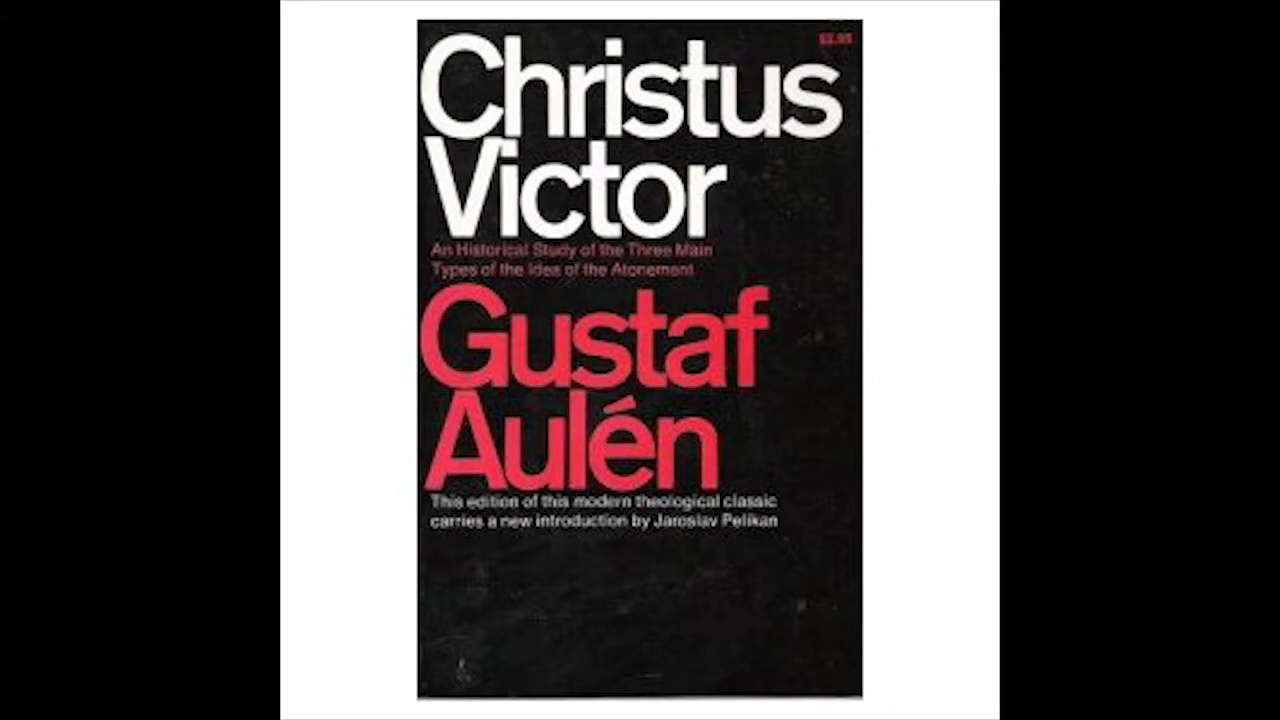 $2.95
Christus
Victor
An Historical Study of the Three Main
Types of the Idea of the Atonement
Gustaf
Aulén
This edition of this modern theological classic
carries a new introduction by Jaroslav Pelikan